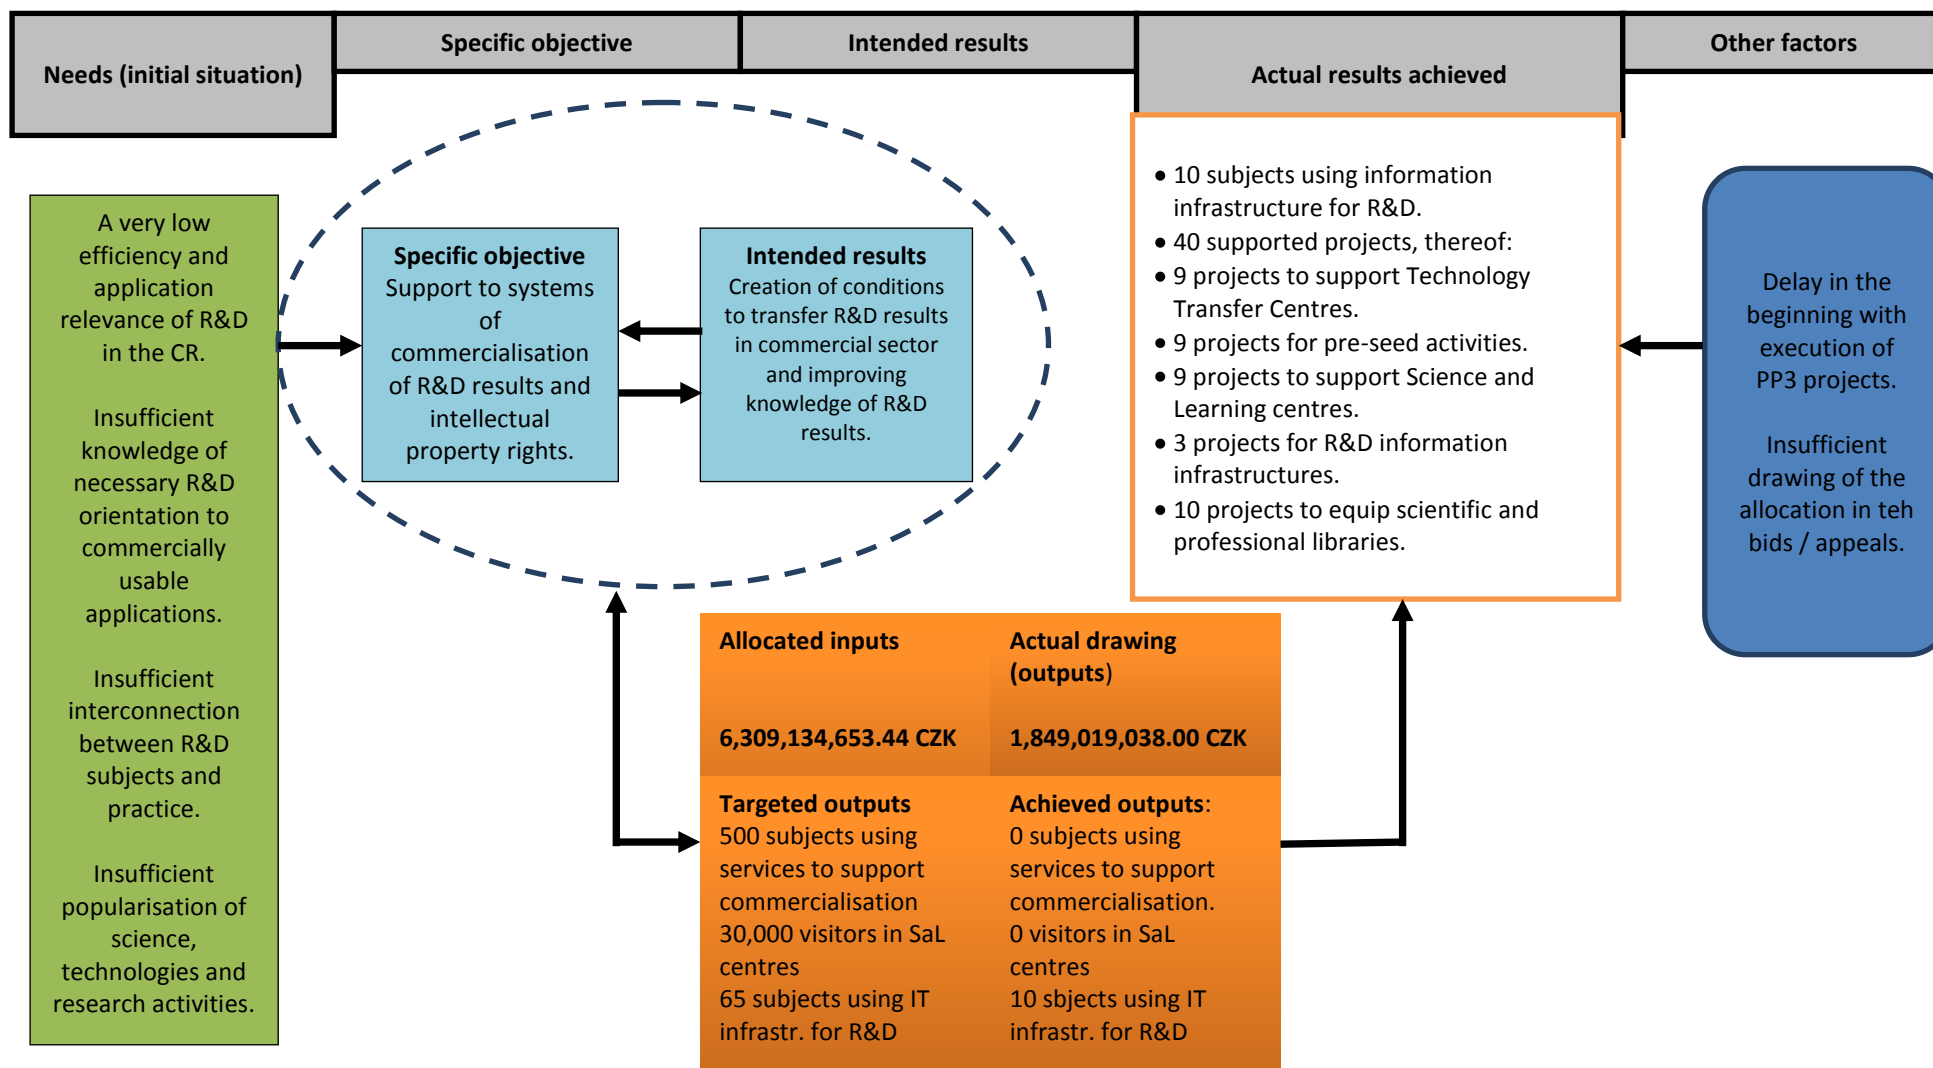 Needs (initial situation)
Specific objective
Intended results
Actual results achieved
Other factors
A very low
efficiency and
application
relevance of R&D
in the CR.
Insufficient
knowledge of
necessary R&D
orientation to
commercially
usable
applications.
Insufficient
interconnection
between R&D
subjects and
practice.
Insufficient
popularisation of
science,
technologies and
research activities.
Specific objective
Support to systems
of
commercialisation
of R&D results and
intellectual
property rights.
Intended results
Creation of conditions
to transfer R&D results
in commercial sector
and improving
knowledge of R&D
results.
• 10 subjects using information
infrastructure for R&D.
• 40 supported projects, thereof:
• 9 projects to support Technology
Transfer Centres.
• 9 projects for pre-seed activities.
• 9 projects to support Science and
Learning centres.
• 3 projects for R&D information
infrastructures.
• 10 projects to equip scientific and
professional libraries.
Delay in the
beginning with
execution of
PP3 projects.
Insufficient
drawing of the
allocation in teh
bids / appeals.
Allocated inputs
6,309,134,653.44 CZK
Actual drawing
(outputs)
1,849,019,038.00 CZK
Targeted outputs
500 subjects using
services to support
commercialisation
30,000 visitors in SaL
centres
65 subjects using IT
infrastr. for R&D
Achieved outputs:
0 subjects using
services to support
commercialisation.
0 visitors in SaL
centres
10 sbjects using IT
infrastr. for R&D